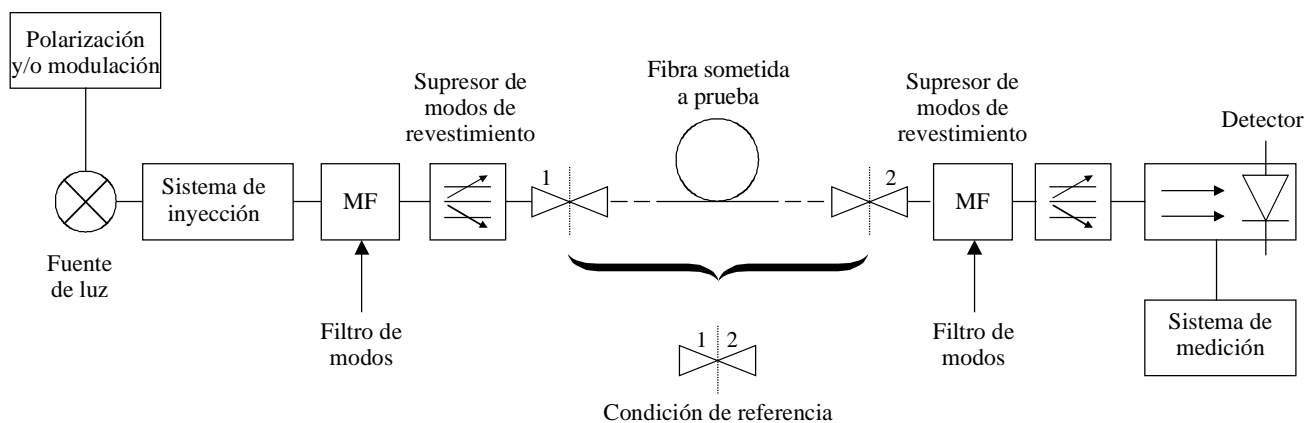 Polarización
y/o modulación
Supresor de
modos de
revestimiento
Fibra sometida
a prueba
Supresor de
modos de
revestimiento
Detector
Sistema de
inyección
MF
1
2
MF
Fuente
de luz
Filtro de
modos
1 2
Condición de referencia
Filtro de
modos
Sistema de
medición